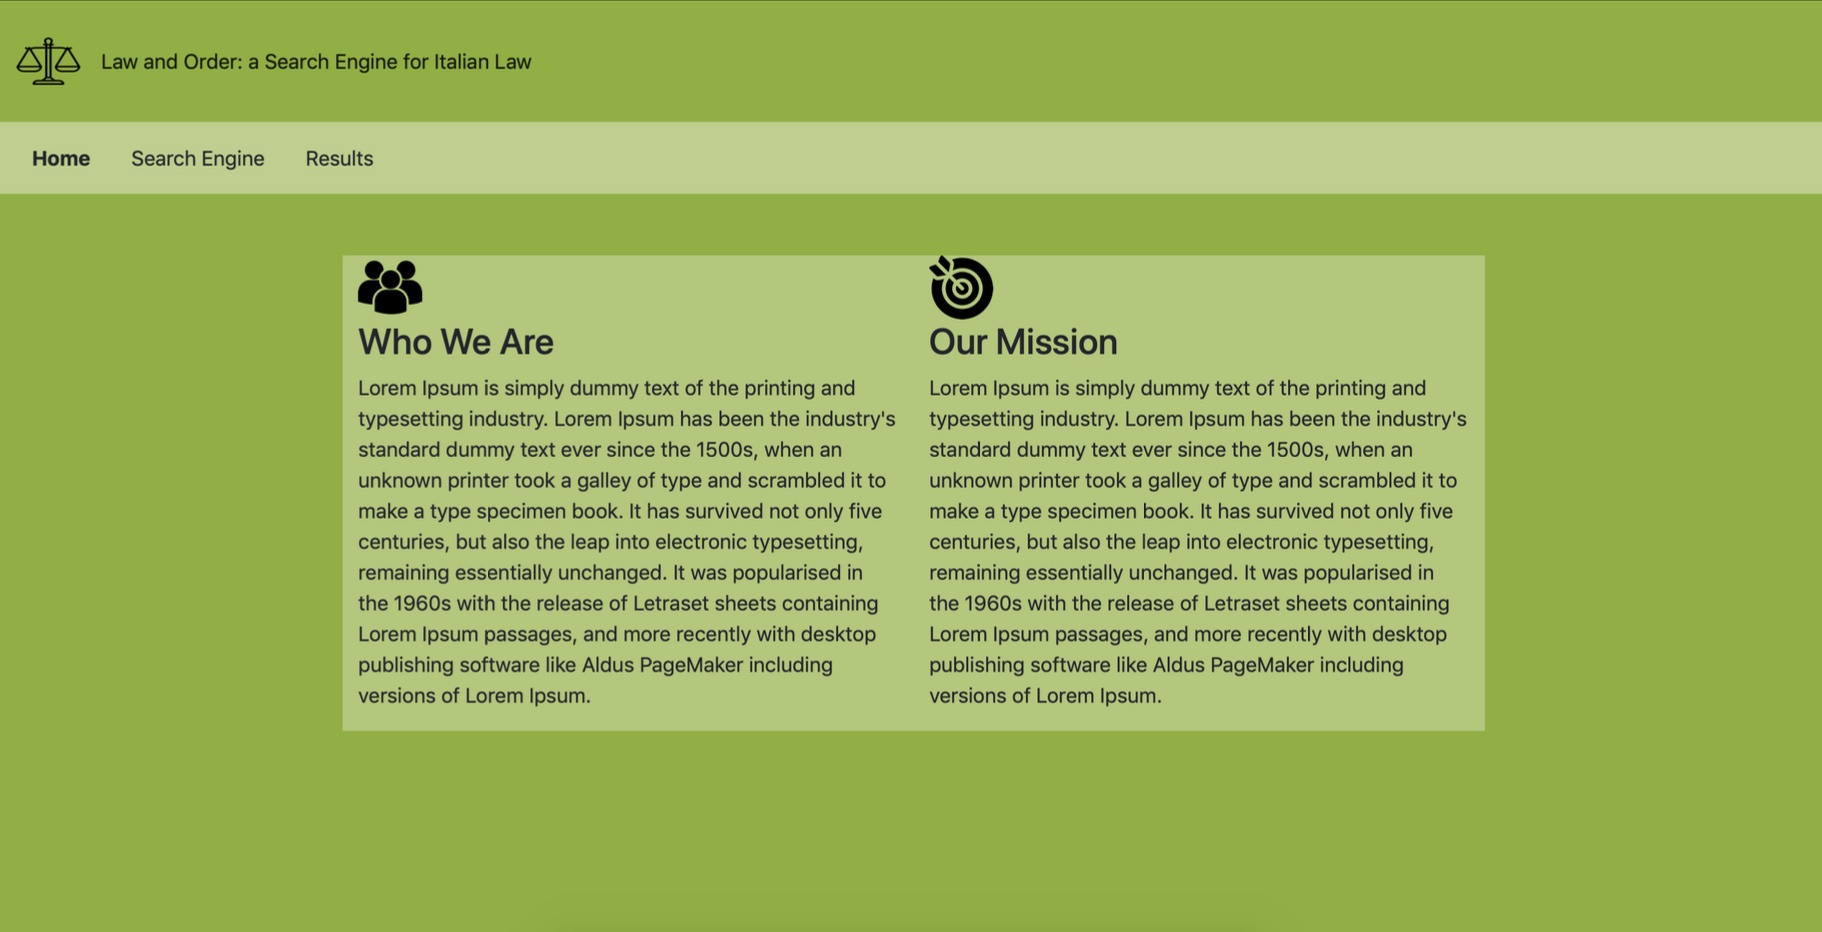 Law and Order: a Search Engine for Italian Law
Home Search Engine Results
Who We Are
Lorem Ipsum is simply dummy text of the printing and
typesetting industry. Lorem Ipsum has been the industry's
standard dummy text ever since the 1500s, when an
unknown printer took a galley of type and scrambled it to
make a type specimen book. It has survived not only five
centuries, but also the leap into electronic typesetting,
remaining essentially unchanged. It was popularised in
the 1960s with the release of Letraset sheets containing
Lorem Ipsum passages, and more recently with desktop
publishing software like Aldus PageMaker including
versions of Lorem Ipsum.
Our Mission
Lorem Ipsum is simply dummy text of the printing and
typesetting industry. Lorem Ipsum has been the industry's
standard dummy text ever since the 1500s, when an
unknown printer took a galley of type and scrambled it to
make a type specimen book. It has survived not only five
centuries, but also the leap into electronic typesetting,
remaining essentially unchanged. It was popularised in
the 1960s with the release of Letraset sheets containing
Lorem Ipsum passages, and more recently with desktop
publishing software like Aldus PageMaker including
versions of Lorem Ipsum.